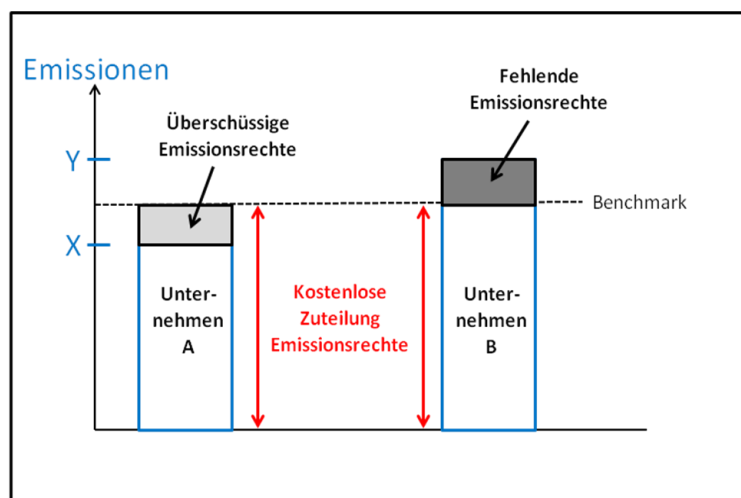 Emissionen
Fehlende
Emissionsrechte
Überschüssige
Emissionsrechte
Y
Benchmark
X
Unter-
nehmen
A
Kostenlose
Zuteilung
Emissionsrechte
Unter-
nehmen
B